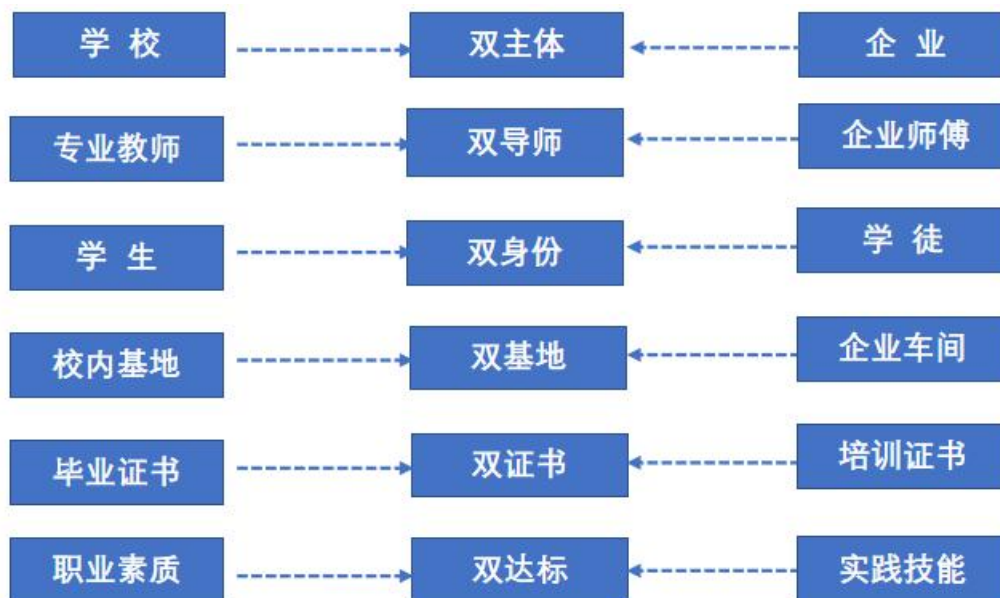 学 校 双主体 企 业
专业教师 双导师 企业师傅
学 生 双身份 学 徒
校内基地 双基地 企业车间
毕业证书 双证书 培训证书
职业素质 双达标 实践技能